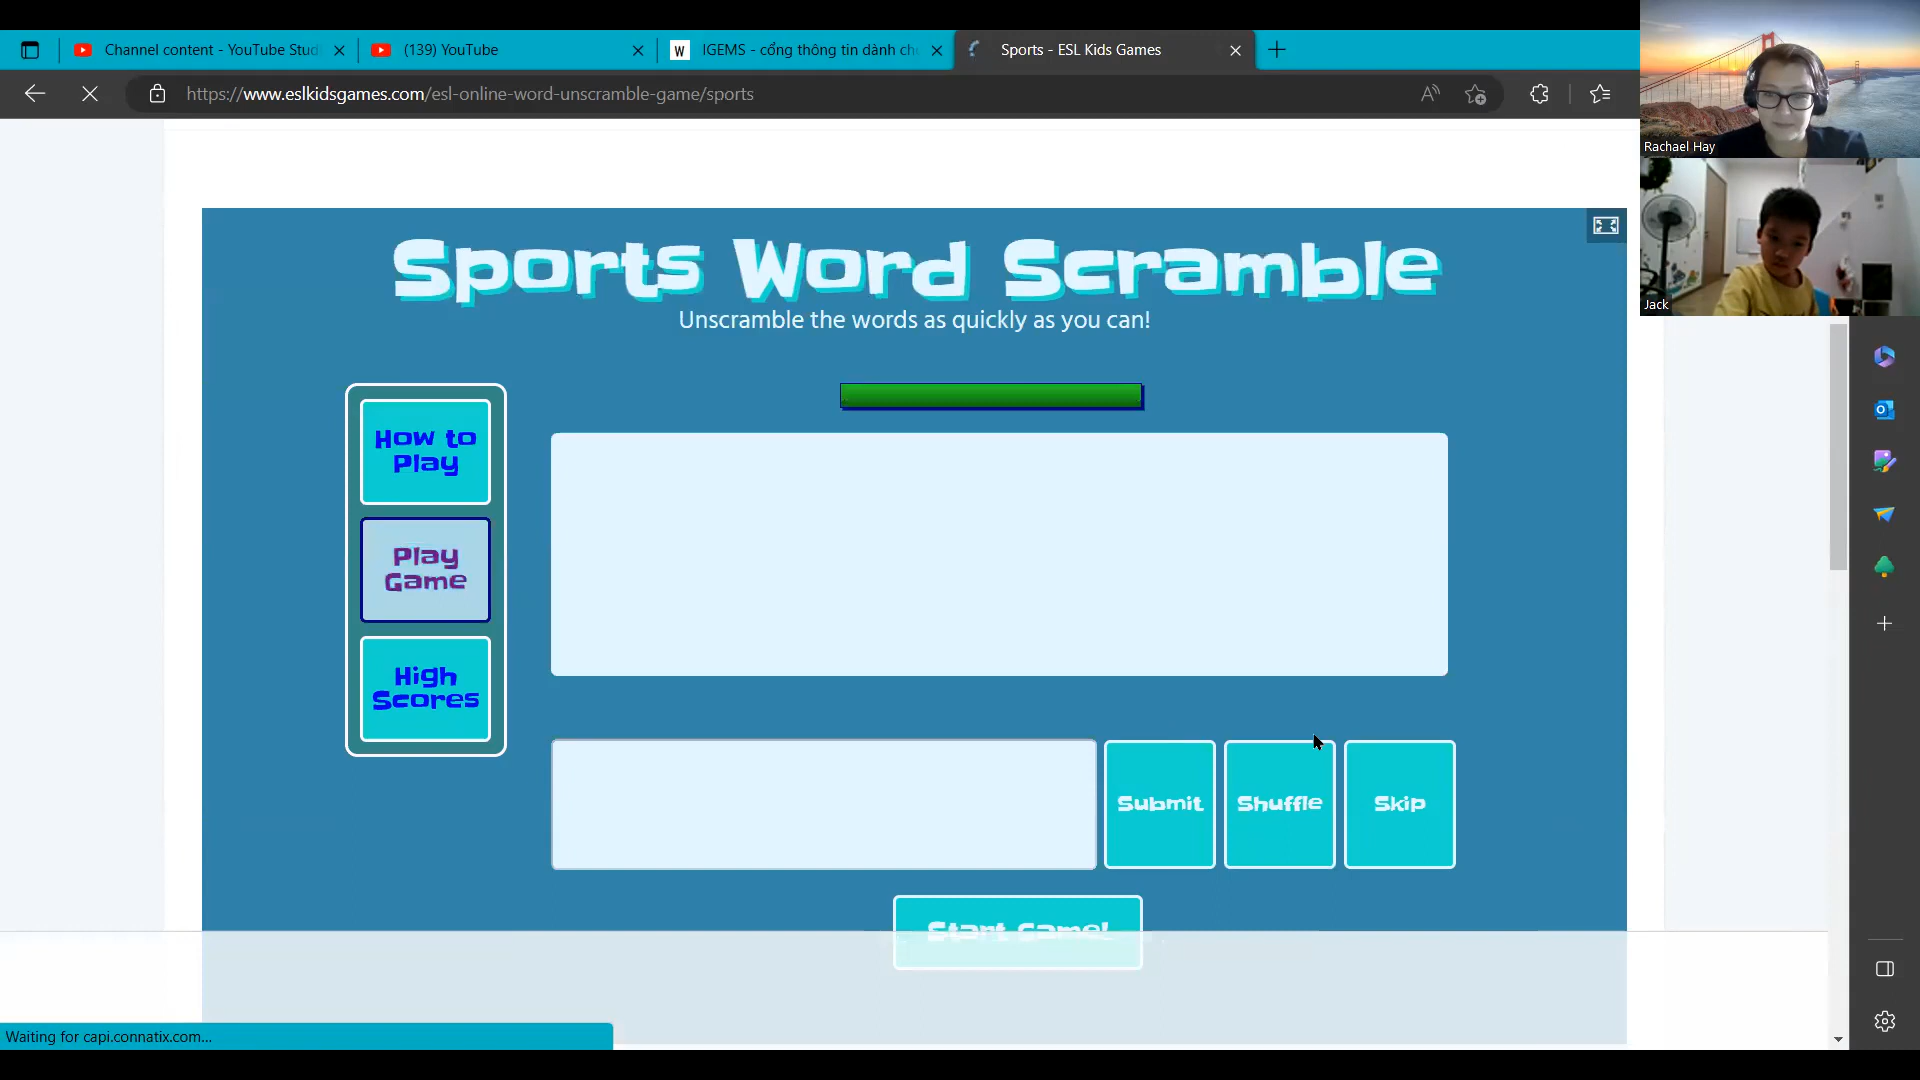 Channel content - YouTube Stud
(139) YouTube
IGEMS - cổng thông tin dành ch
Sports - ESL Kids Games
https://www.eslkidsgames.com/esl-online-word-unscramble-game/sports
Rachael Hay
Jack
Sports Word Scramble
Unscramble the words as quickly as you can!
How to
Play
Play
Game
High
Scores
Submit
Shuffle
Skip
Start Game!
Waiting for capi.connatix.com...